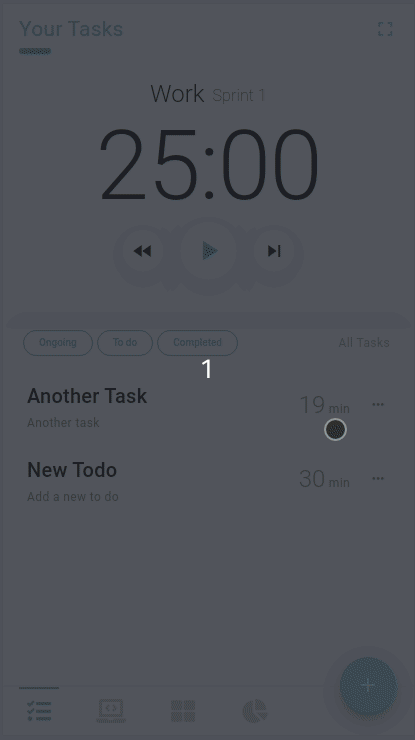 Your Tasks
Work Sprint 1
25:00
Ongoing To do Completed All Tasks
1
Another Task
19 min
Another task
New Todo
30 min
Add a new to do